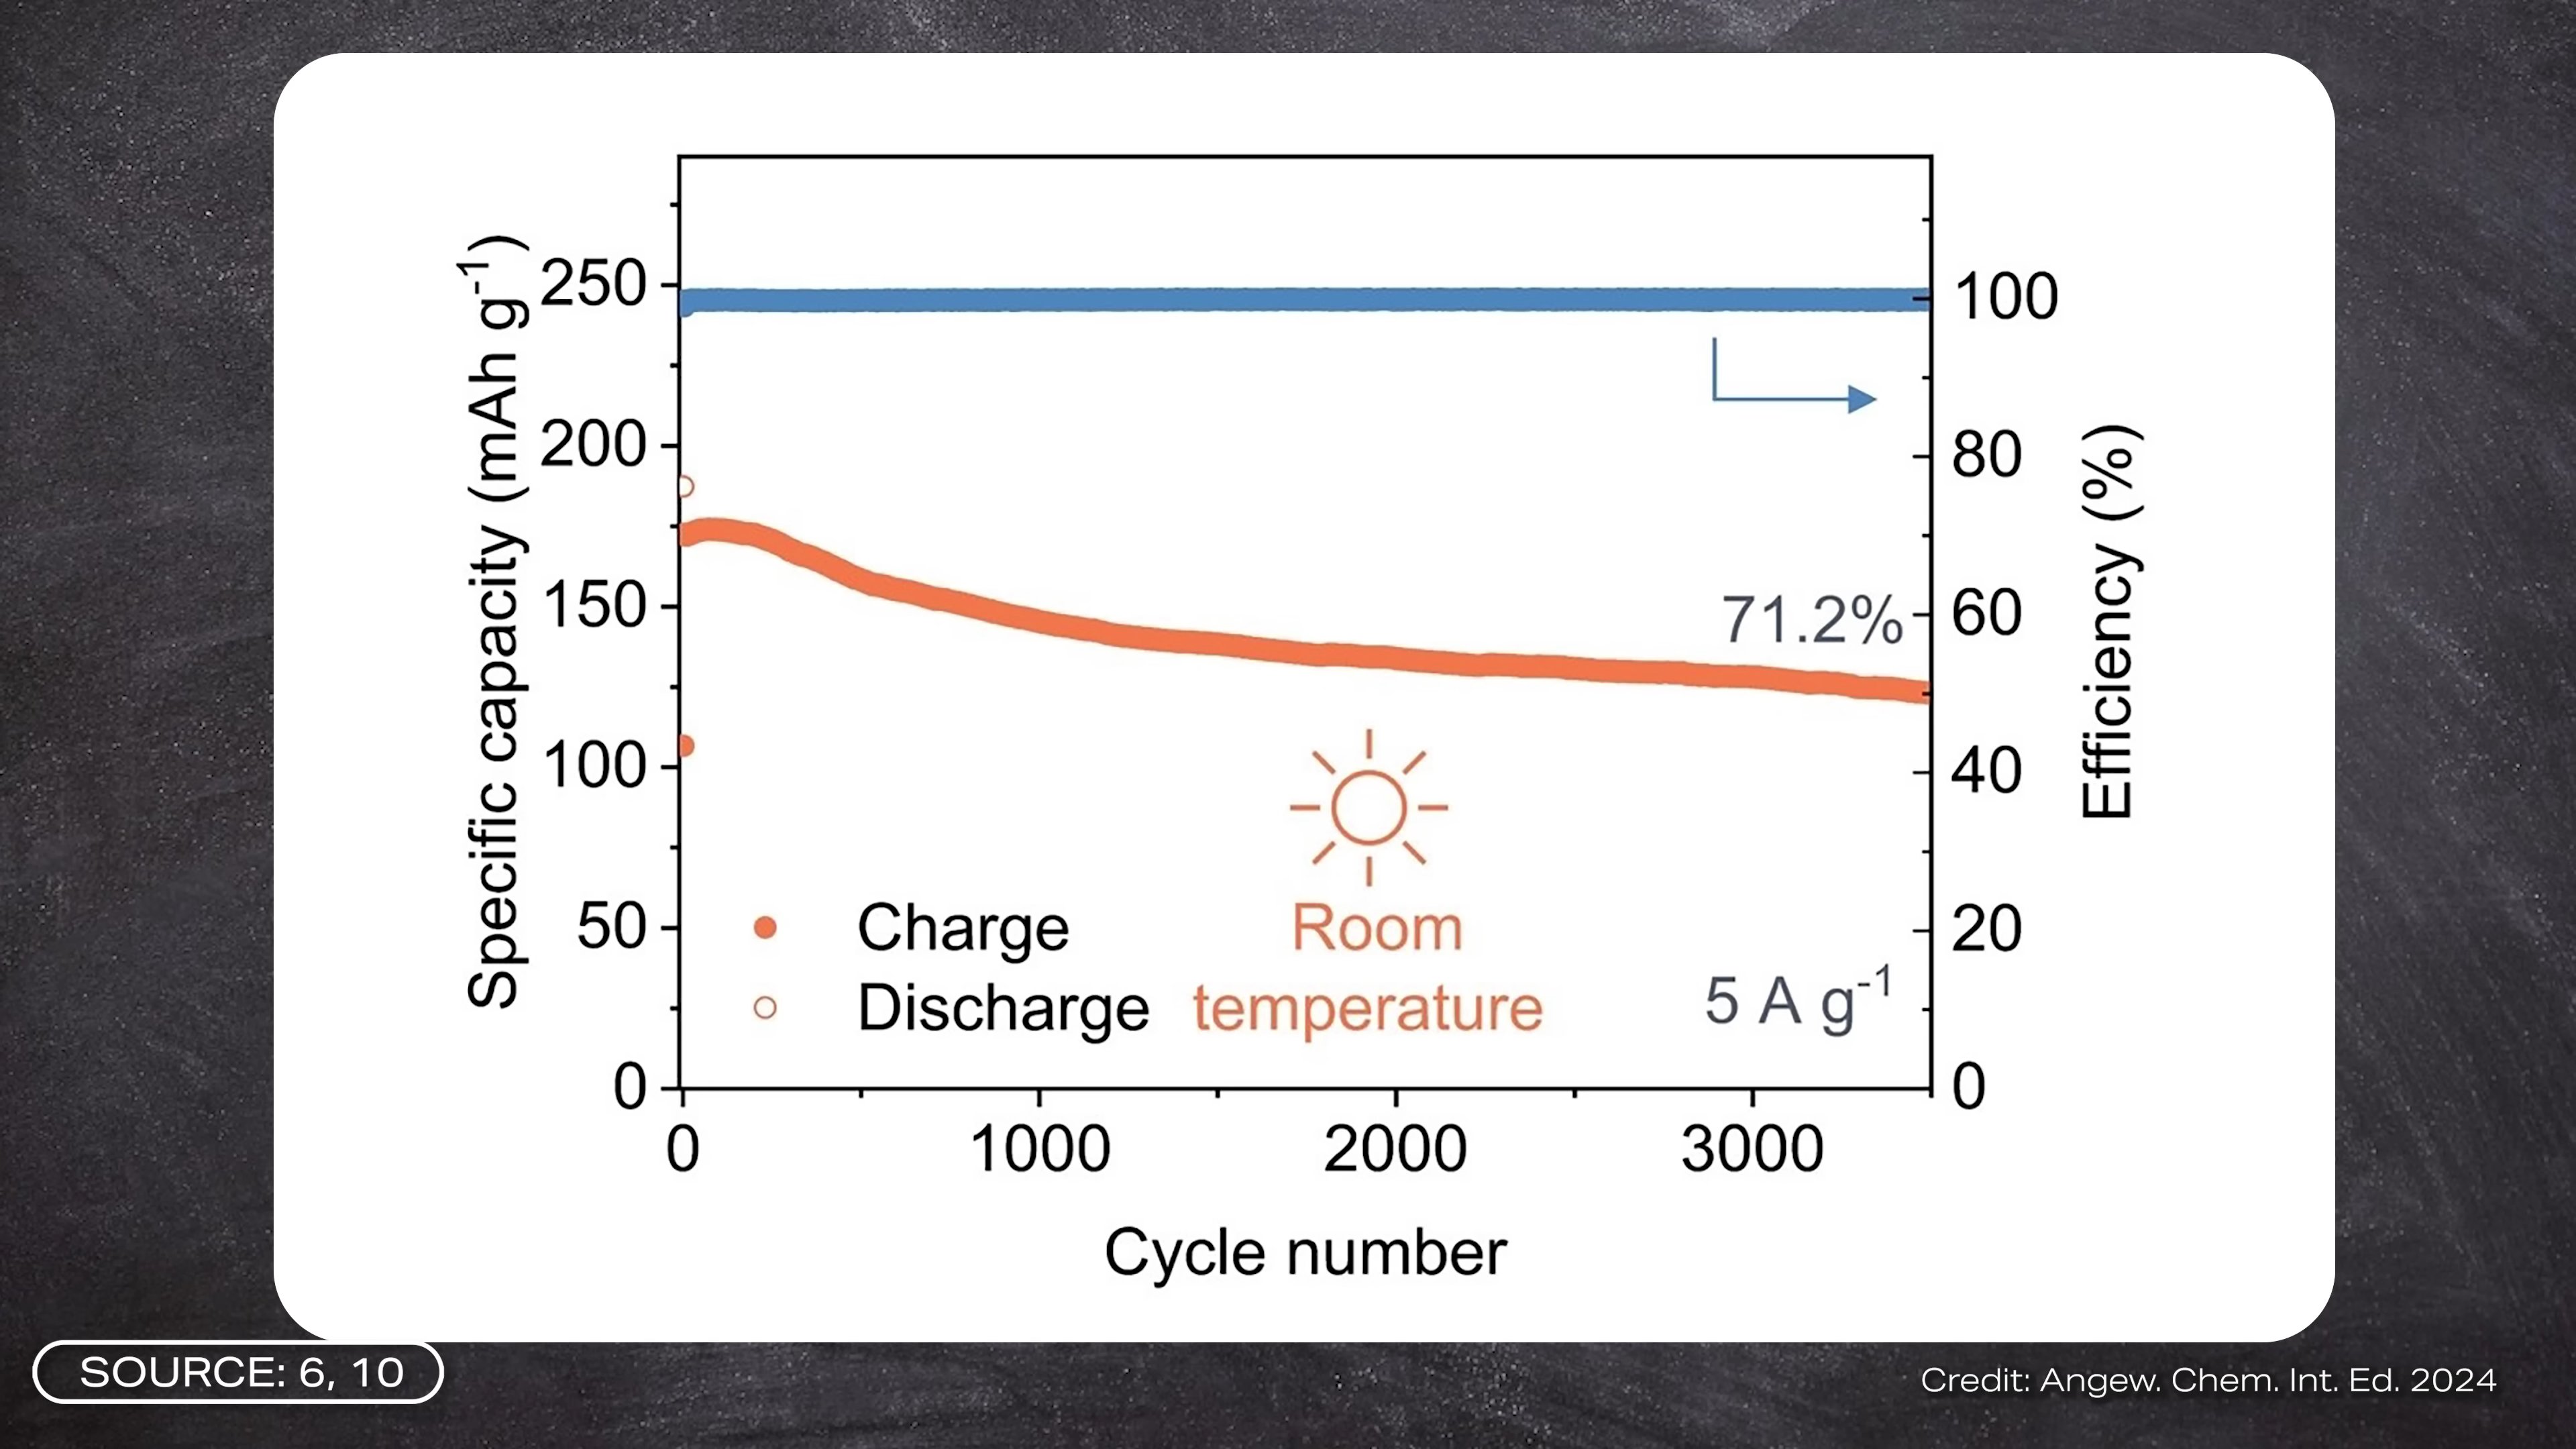 Specific capacity (mAh g⁻¹)
250
200
150
100
50
0
100
80
60
40
20
0
Efficiency (%)
71.2%
Charge
Discharge
Room
temperature
5 A g⁻¹
0 1000 2000 3000
Cycle number
SOURCE: 6, 10
Credit: Angew. Chem. Int. Ed. 2024